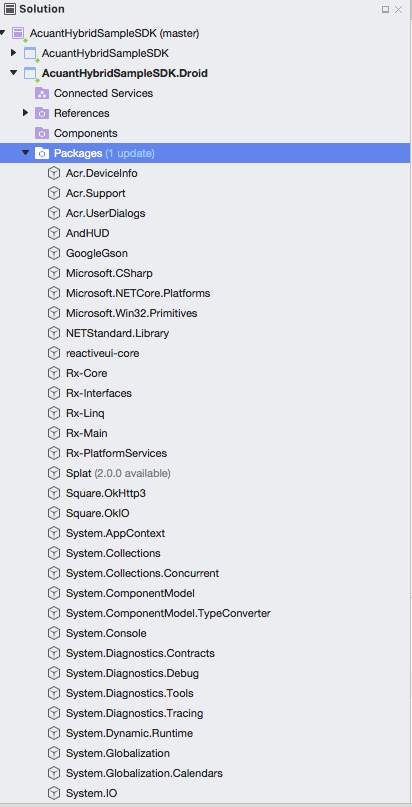 Solution
AcuantHybridSampleSDK (master)
AcuantHybridSampleSDK
AcuantHybridSampleSDK.Droid
Connected Services
References
Components
Packages (1 update)
Acr.DeviceInfo
Acr.Support
Acr.UserDialogs
AndHUD
GoogleGson
Microsoft.CSharp
Microsoft.NETCore.Platforms
Microsoft.Win32.Primitives
NETStandard.Library
reactiveui-core
Rx-Core
Rx-Interfaces
Rx-Linq
Rx-Main
Rx-PlatformServices
Splat (2.0.0 available)
Square.OkHttp3
Square.OkIO
System.AppContext
System.Collections
System.Collections.Concurrent
System.ComponentModel
System.ComponentModel.TypeConverter
System.Console
System.Diagnostics.Contracts
System.Diagnostics.Debug
System.Diagnostics.Tools
System.Diagnostics.Tracing
System.Dynamic.Runtime
System.Globalization
System.Globalization.Calendars
System.IO